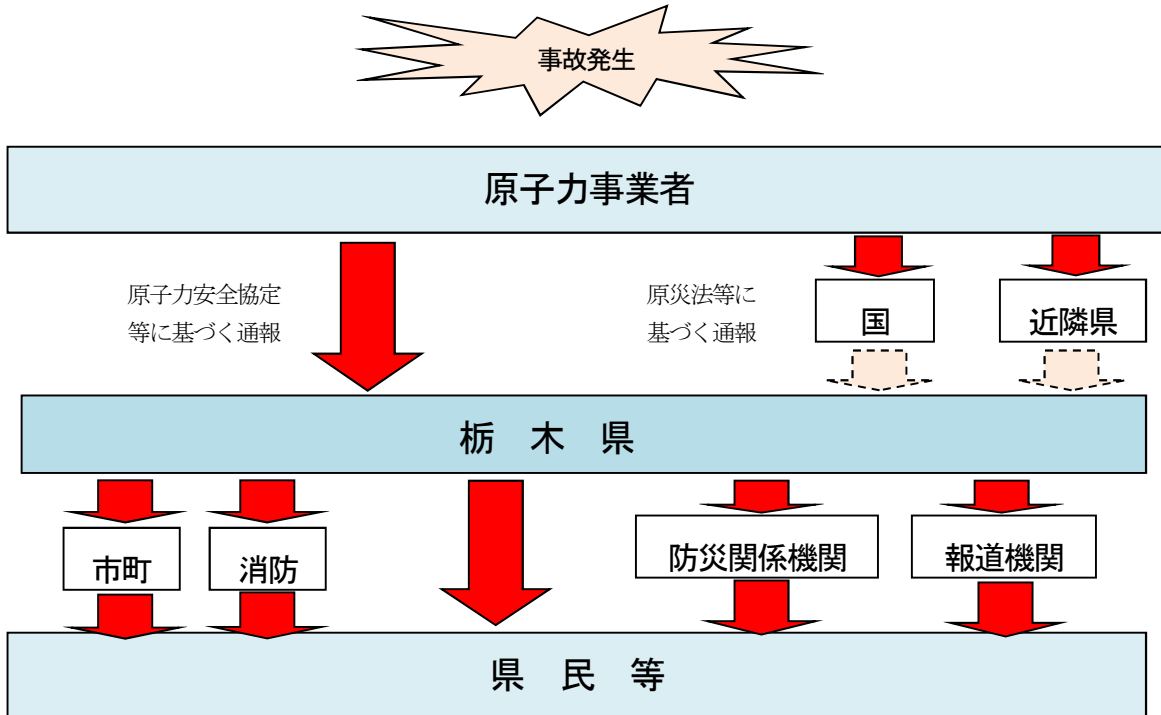 事故発生
原子力事業者
原子力安全協定
等に基づく通報
原災法等に
基づく通報
国
近隣県
栃 木 県
市町
消防
防災関係機関
報道機関
県 民 等